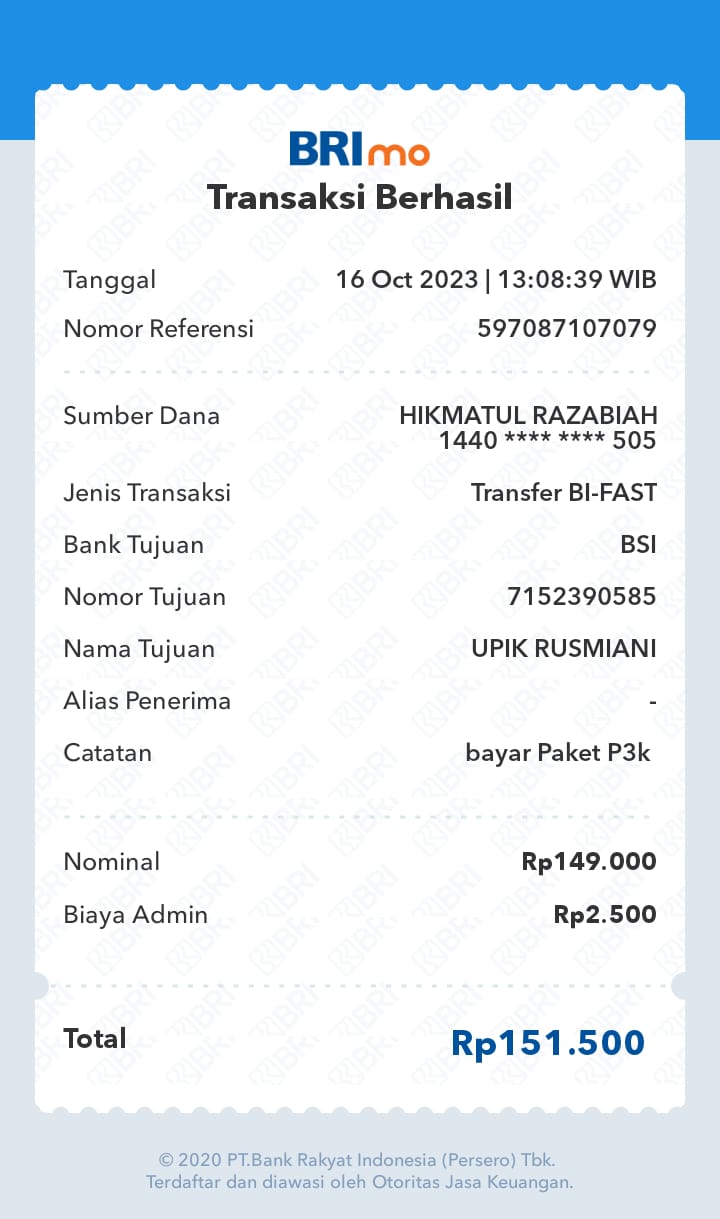 BRImo
Transaksi Berhasil
Tanggal 16 Oct 2023 | 13:08:39 WIB
Nomor Referensi 597087107079
Sumber Dana HIKMATUL RAZABIAH
1440 **** **** 505
Jenis Transaksi Transfer BI-FAST
Bank Tujuan BSI
Nomor Tujuan 7152390585
Nama Tujuan UPIK RUSMIANI
Alias Penerima -
Catatan bayar Paket P3k
Nominal Rp149.000
Biaya Admin Rp2.500
Total Rp151.500
© 2020 PT.Bank Rakyat Indonesia (Persero) Tbk.
Terdaftar dan diawasi oleh Otoritas Jasa Keuangan.